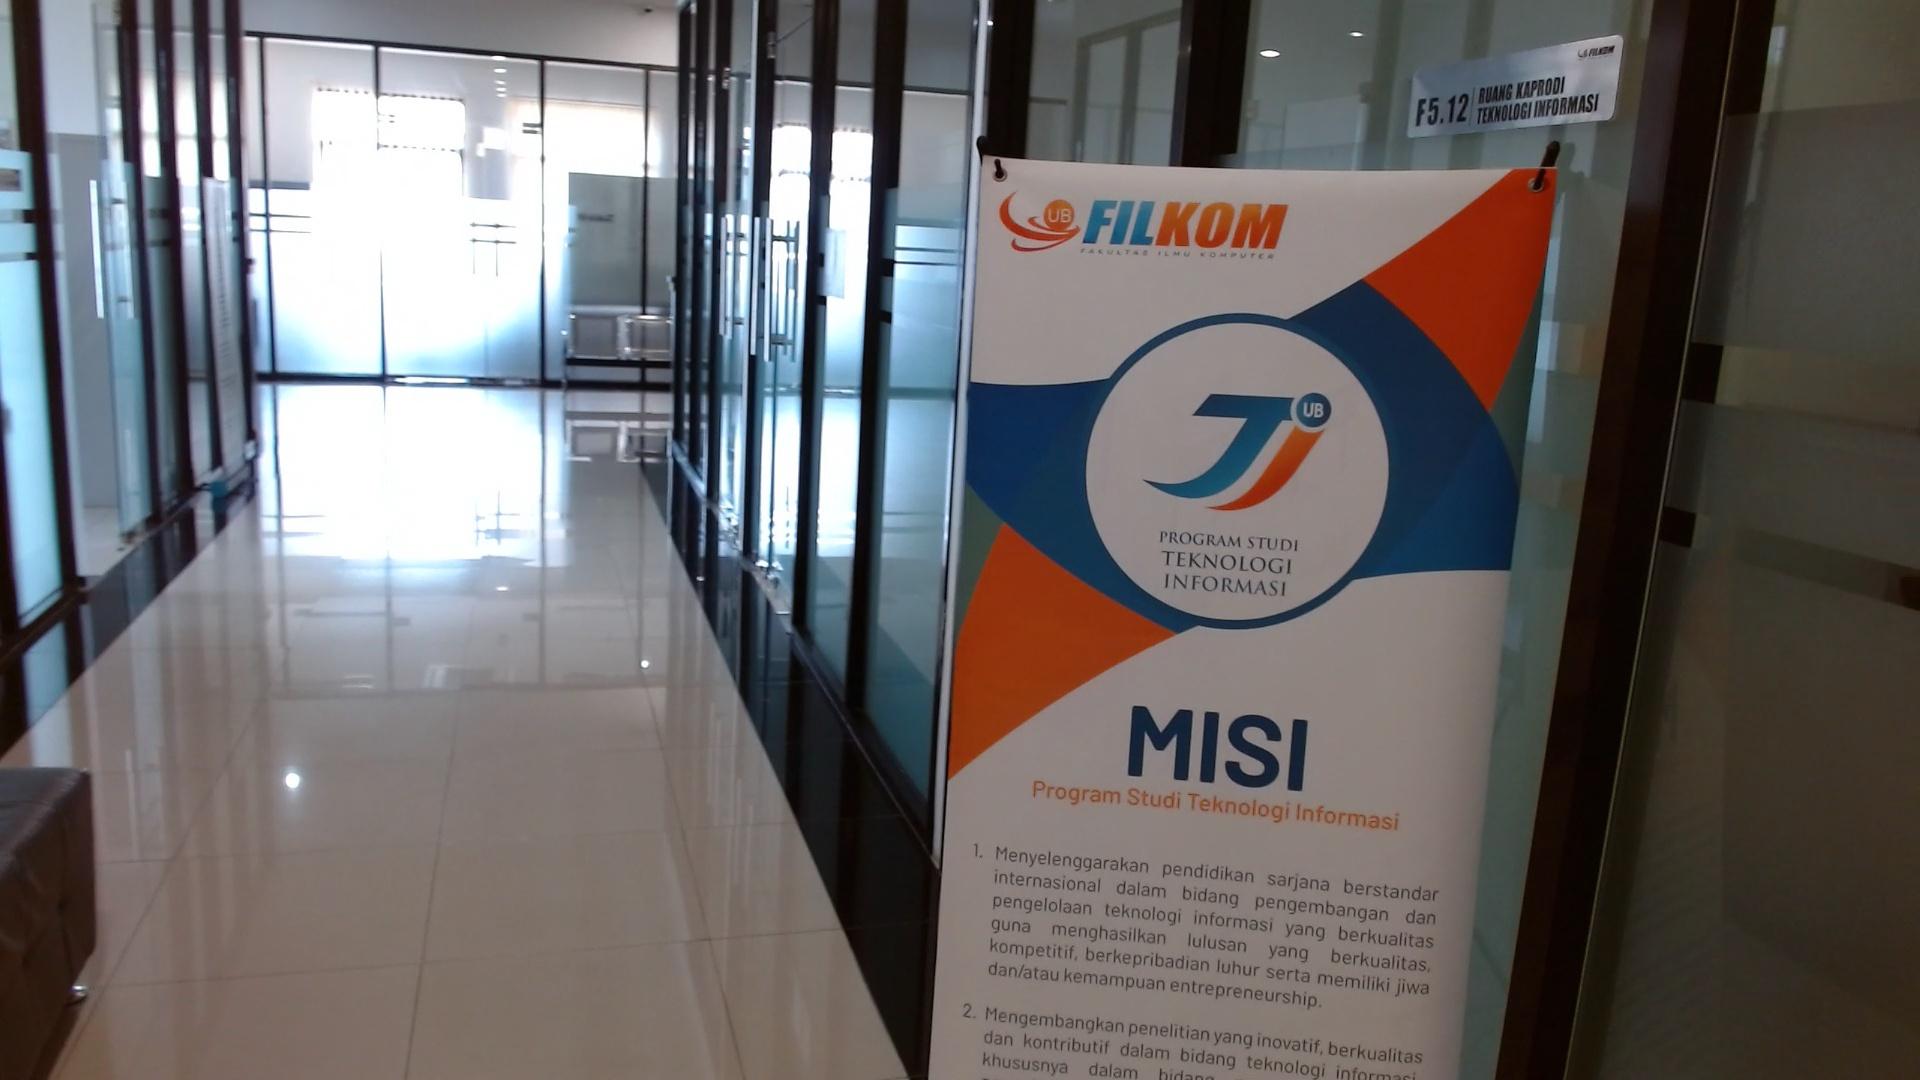 FILKOM
F5.12
RUANG KAPRODI
TEKNOLOGI INFORMASI
UB
FILKOM
FAKULTAS ILMU KOMPUTER
UB
PROGRAM STUDI
TEKNOLOGI
INFORMASI
MISI
Program Studi Teknologi Informasi
1. Menyelenggarakan pendidikan sarjana berstandar
internasional dalam bidang pengembangan dan
pengelolaan teknologi informasi yang berkualitas
guna menghasilkan lulusan yang berkualitas,
kompetitif, berkepribadian luhur serta memiliki jiwa
dan/atau kemampuan entrepreneurship.
2. Mengembangkan penelitian yang inovatif, berkualitas
dan kontributif dalam bidang teknologi informasi,
khususnya dalam bidang